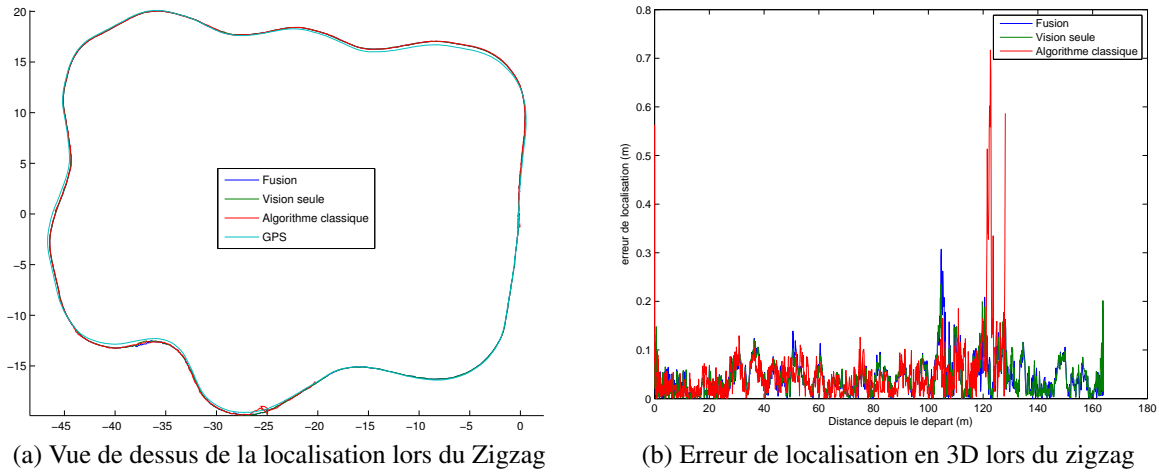 20
15
10
5
0
−5
−10
−15
−45 −40 −35 −30 −25 −20 −15 −10 −5 0
Fusion
Vision seule
Algorithme classique
GPS
(a) Vue de dessus de la localisation lors du Zigzag
0.8
0.7
0.6
0.5
0.4
0.3
0.2
0.1
0
0 20 40 60 80 100 120 140 160 180
erreur de localisation (m)
Distance depuis le depart (m)
Fusion
Vision seule
Algorithme classique
(b) Erreur de localisation en 3D lors du zigzag